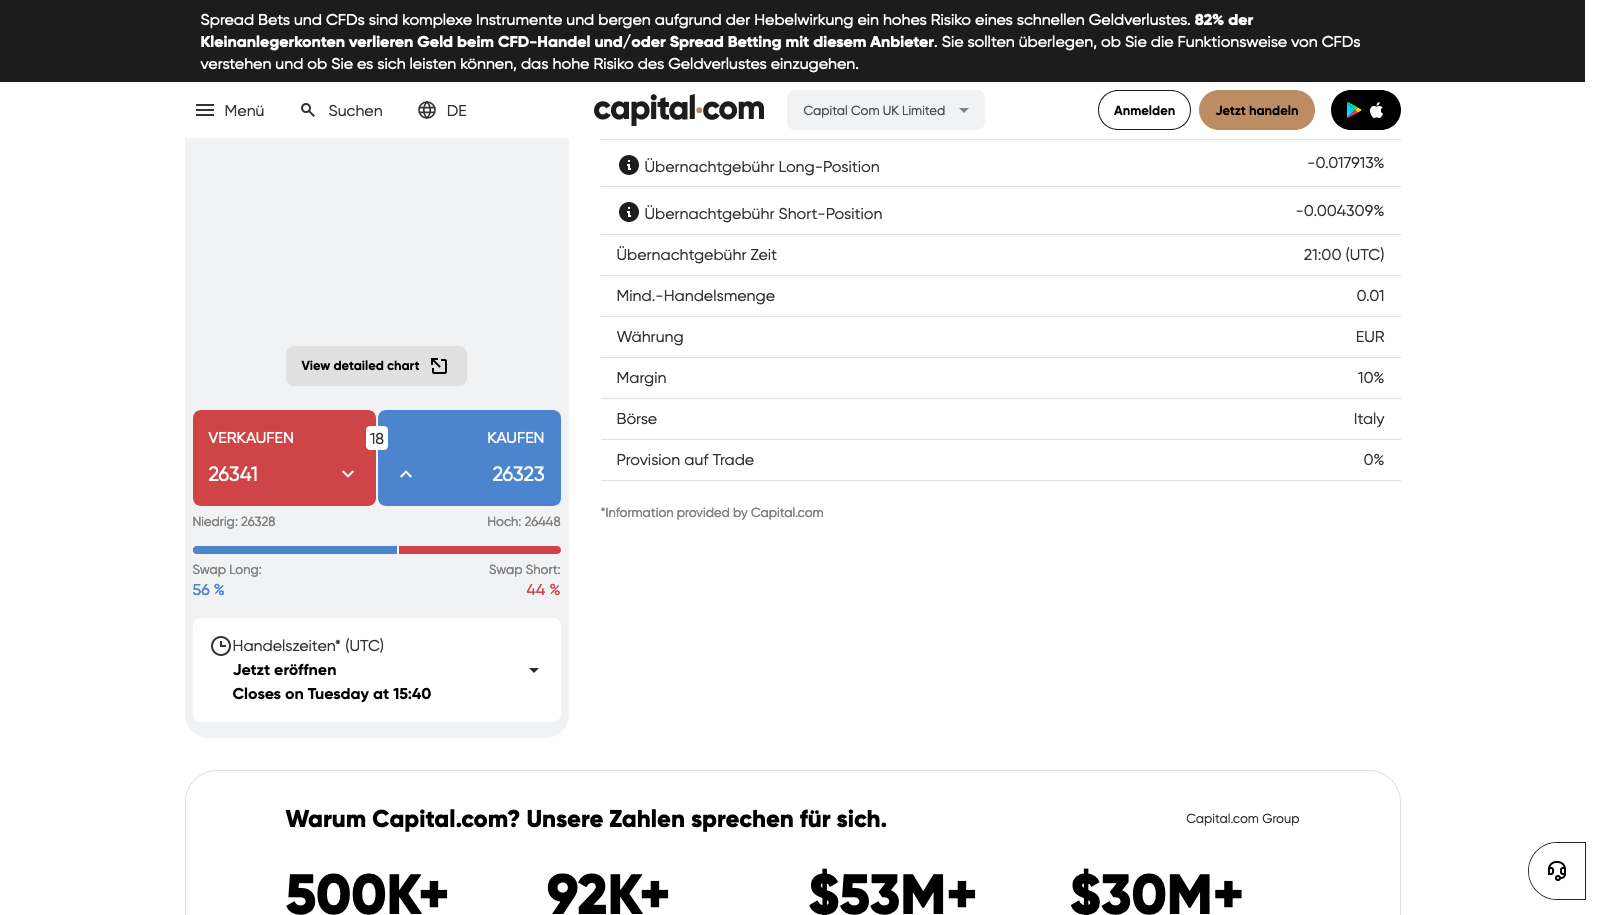 Spread Bets und CFDs sind komplexe Instrumente und bergen aufgrund der Hebelwirkung ein hohes Risiko eines schnellen Geldverlustes. 82% der
Kleinanlegerkonten verlieren Geld beim CFD-Handel und/oder Spread Betting mit diesem Anbieter. Sie sollten überlegen, ob Sie die Funktionsweise von CFDs
verstehen und ob Sie es sich leisten können, das hohe Risiko des Geldverlustes einzugehen.
Menü Suchen DE capital.com Capital Com UK Limited Anmelden Jetzt handeln
Übernachtgebühr Long-Position -0.017913%
Übernachtgebühr Short-Position -0.004309%
Übernachtgebühr Zeit 21:00 (UTC)
Mind.-Handelsmenge 0.01
Währung EUR
Margin 10%
Börse Italy
Provision auf Trade 0%
*Information provided by Capital.com
View detailed chart
VERKAUFEN 18 KAUFEN
26341 26323
Niedrig: 26328 Hoch: 26448
Swap Long: Swap Short:
56 % 44 %
Handelszeiten* (UTC)
Jetzt eröffnen
Closes on Tuesday at 15:40
Warum Capital.com? Unsere Zahlen sprechen für sich. Capital.com Group
500K+ 92K+ $53M+ $30M+